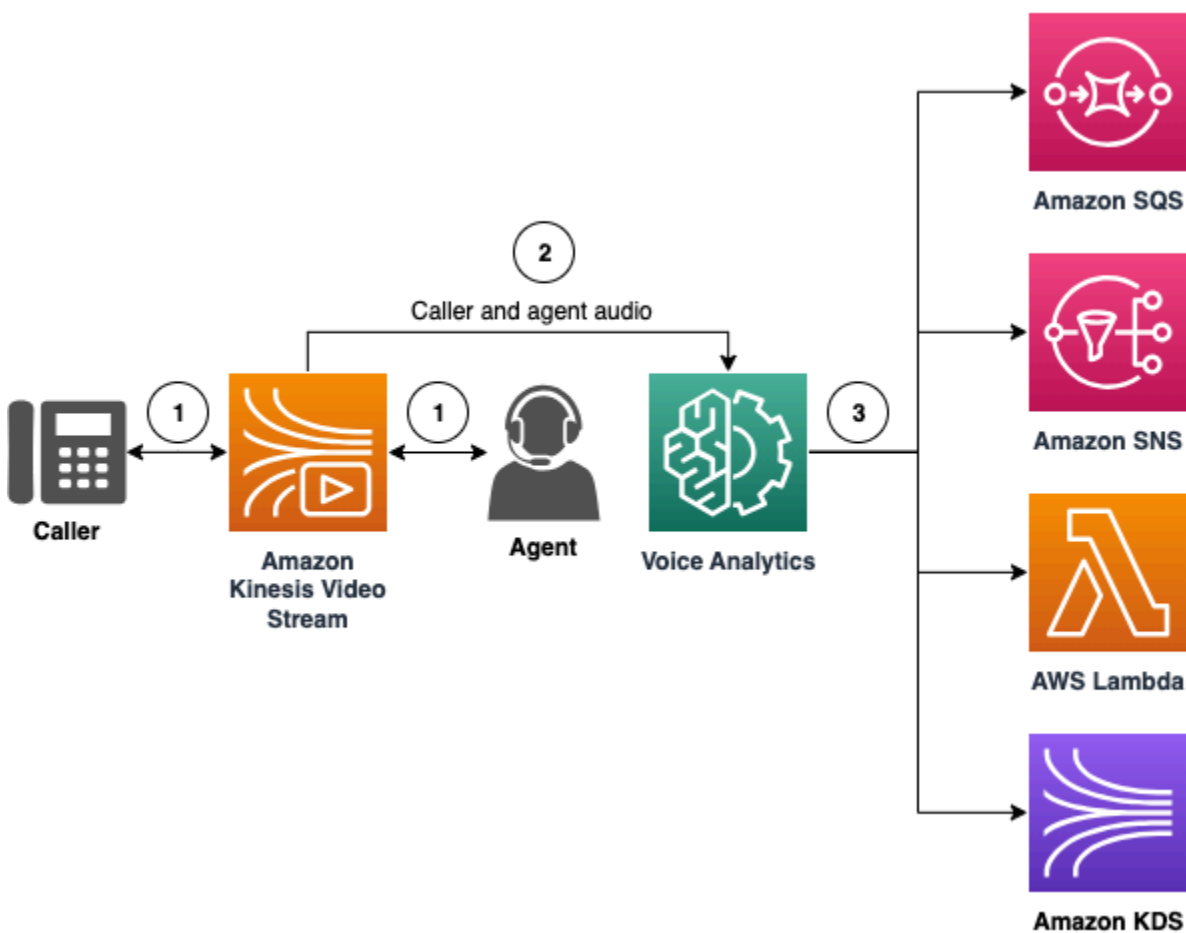 Amazon SQS
2
Caller and agent audio
Amazon SNS
1
1
3
Caller
Amazon
Kinesis Video
Stream
Agent
Voice Analytics
AWS Lambda
Amazon KDS